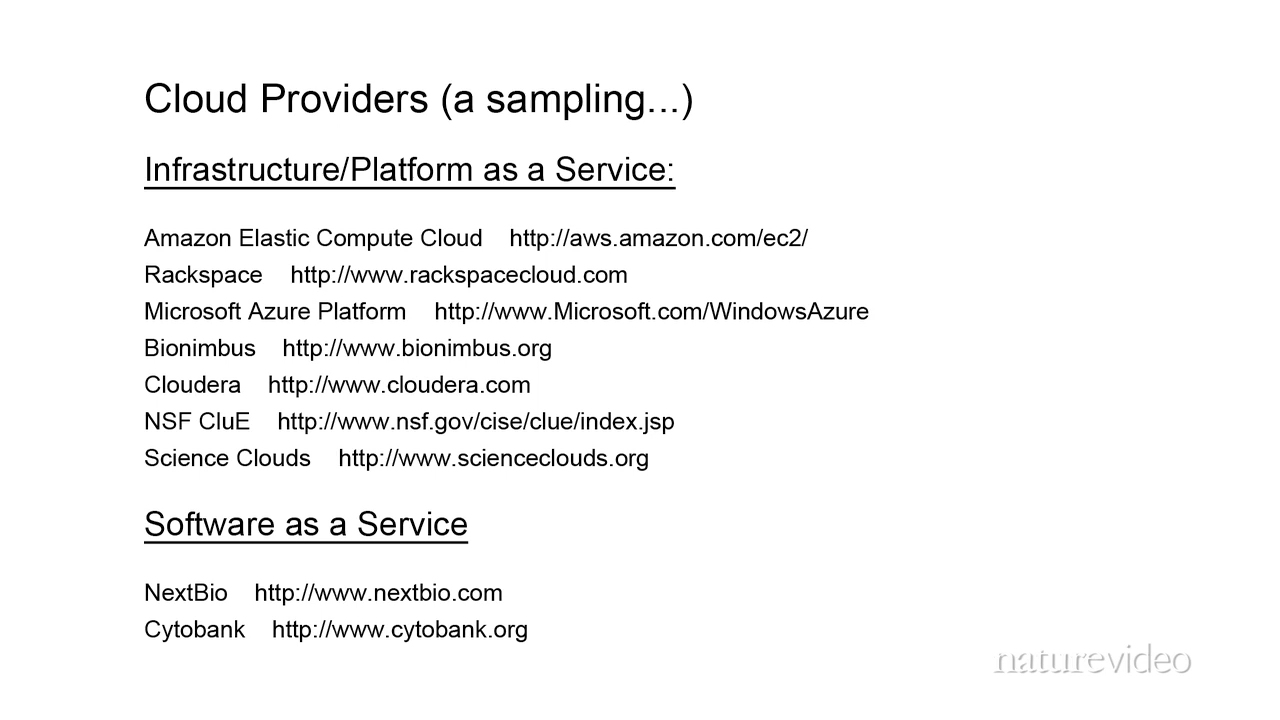 Cloud Providers (a sampling...)
Infrastructure/Platform as a Service:
Amazon Elastic Compute Cloud http://aws.amazon.com/ec2/
Rackspace http://www.rackspacecloud.com
Microsoft Azure Platform http://www.Microsoft.com/WindowsAzure
Bionimbus http://www.bionimbus.org
Cloudera http://www.cloudera.com
NSF CluE http://www.nsf.gov/cise/clue/index.jsp
Science Clouds http://www.scienceclouds.org
Software as a Service
NextBio http://www.nextbio.com
Cytobank http://www.cytobank.org
naturevideo